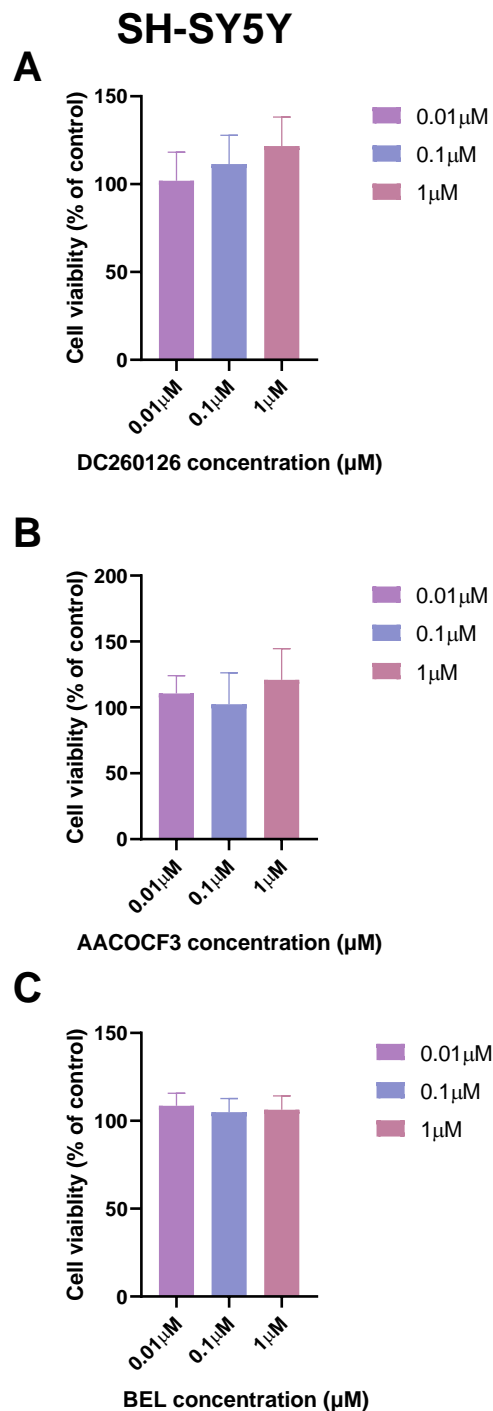 SH-SY5Y
A
Cell viaiblity (% of control)
150
100
50
0
0.01μM
0.1μM
1μM
DC260126 concentration (μM)
0.01μM
0.1μM
1μM
B
Cell viaiblity (% of control)
200
150
100
50
0
0.01μM
0.1μM
1μM
AACOCF3 concentration (μM)
0.01μM
0.1μM
1μM
C
Cell viaiblity (% of control)
150
100
50
0
0.01μM
0.1μM
1μM
BEL concentration (μM)
0.01μM
0.1μM
1μM